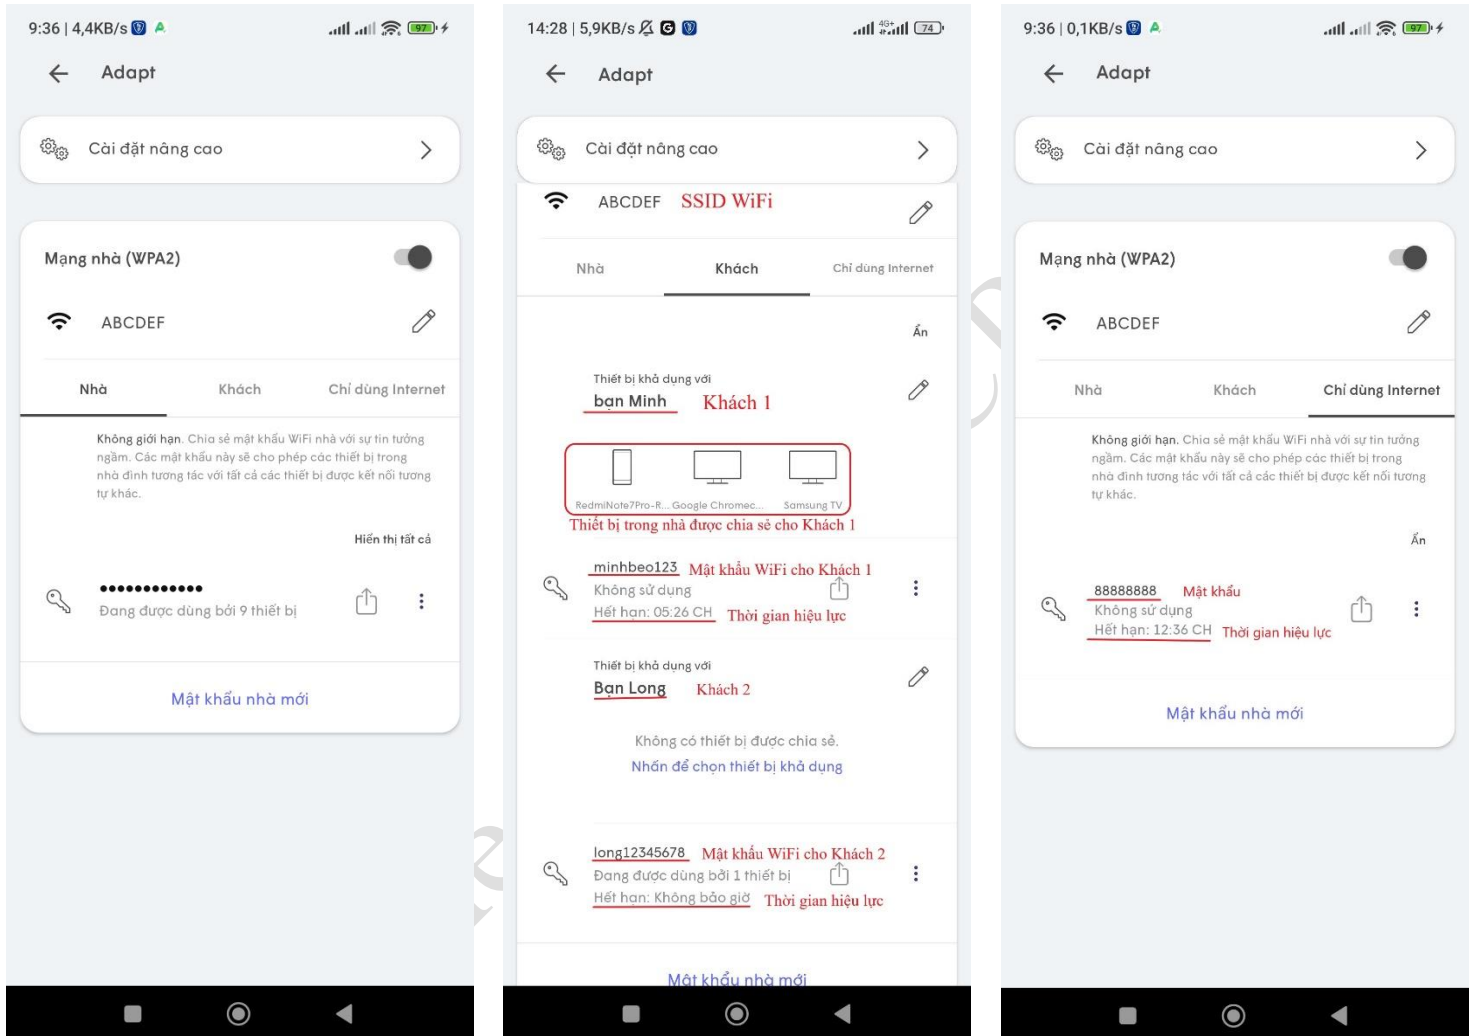 9:36 | 4,4KB/s
97
Adapt
Cài đặt nâng cao
Mạng nhà (WPA2)
ABCDEF
Nhà
Khách
Chỉ dùng Internet
Không giới hạn. Chia sẻ mật khẩu WiFi nhà với sự tin tưởng
ngầm. Các mật khẩu này sẽ cho phép các thiết bị trong
nhà đình tương tác với tất cả các thiết bị được kết nối tương
tự khác.
Hiển thị tất cả
••••••••••••
Đang được dùng bởi 9 thiết bị
Mật khẩu nhà mới
14:28 | 5,9KB/s
4G+
74
Adapt
Cài đặt nâng cao
ABCDEF SSID WiFi
Nhà
Khách
Chỉ dùng Internet
Ẩn
Thiết bị khả dụng với
bạn Minh Khách 1
RedmiNote7Pro-R... Google Chromec... Samsung TV
Thiết bị trong nhà được chia sẻ cho Khách 1
minhbeo123 Mật khẩu WiFi cho Khách 1
Không sử dụng
Hết hạn: 05:26 CH Thời gian hiệu lực
Thiết bị khả dụng với
Bạn Long Khách 2
Không có thiết bị được chia sẻ.
Nhấn để chọn thiết bị khả dụng
long12345678 Mật khẩu WiFi cho Khách 2
Đang được dùng bởi 1 thiết bị
Hết hạn: Không bảo giờ Thời gian hiệu lực
Mật khẩu nhà mới
9:36 | 0,1KB/s
97
Adapt
Cài đặt nâng cao
Mạng nhà (WPA2)
ABCDEF
Nhà
Khách
Chỉ dùng Internet
Không giới hạn. Chia sẻ mật khẩu WiFi nhà với sự tin tưởng
ngầm. Các mật khẩu này sẽ cho phép các thiết bị trong
nhà đình tương tác với tất cả các thiết bị được kết nối tương
tự khác.
Ẩn
88888888 Mật khẩu
Không sử dụng
Hết hạn: 12:36 CH Thời gian hiệu lực
Mật khẩu nhà mới